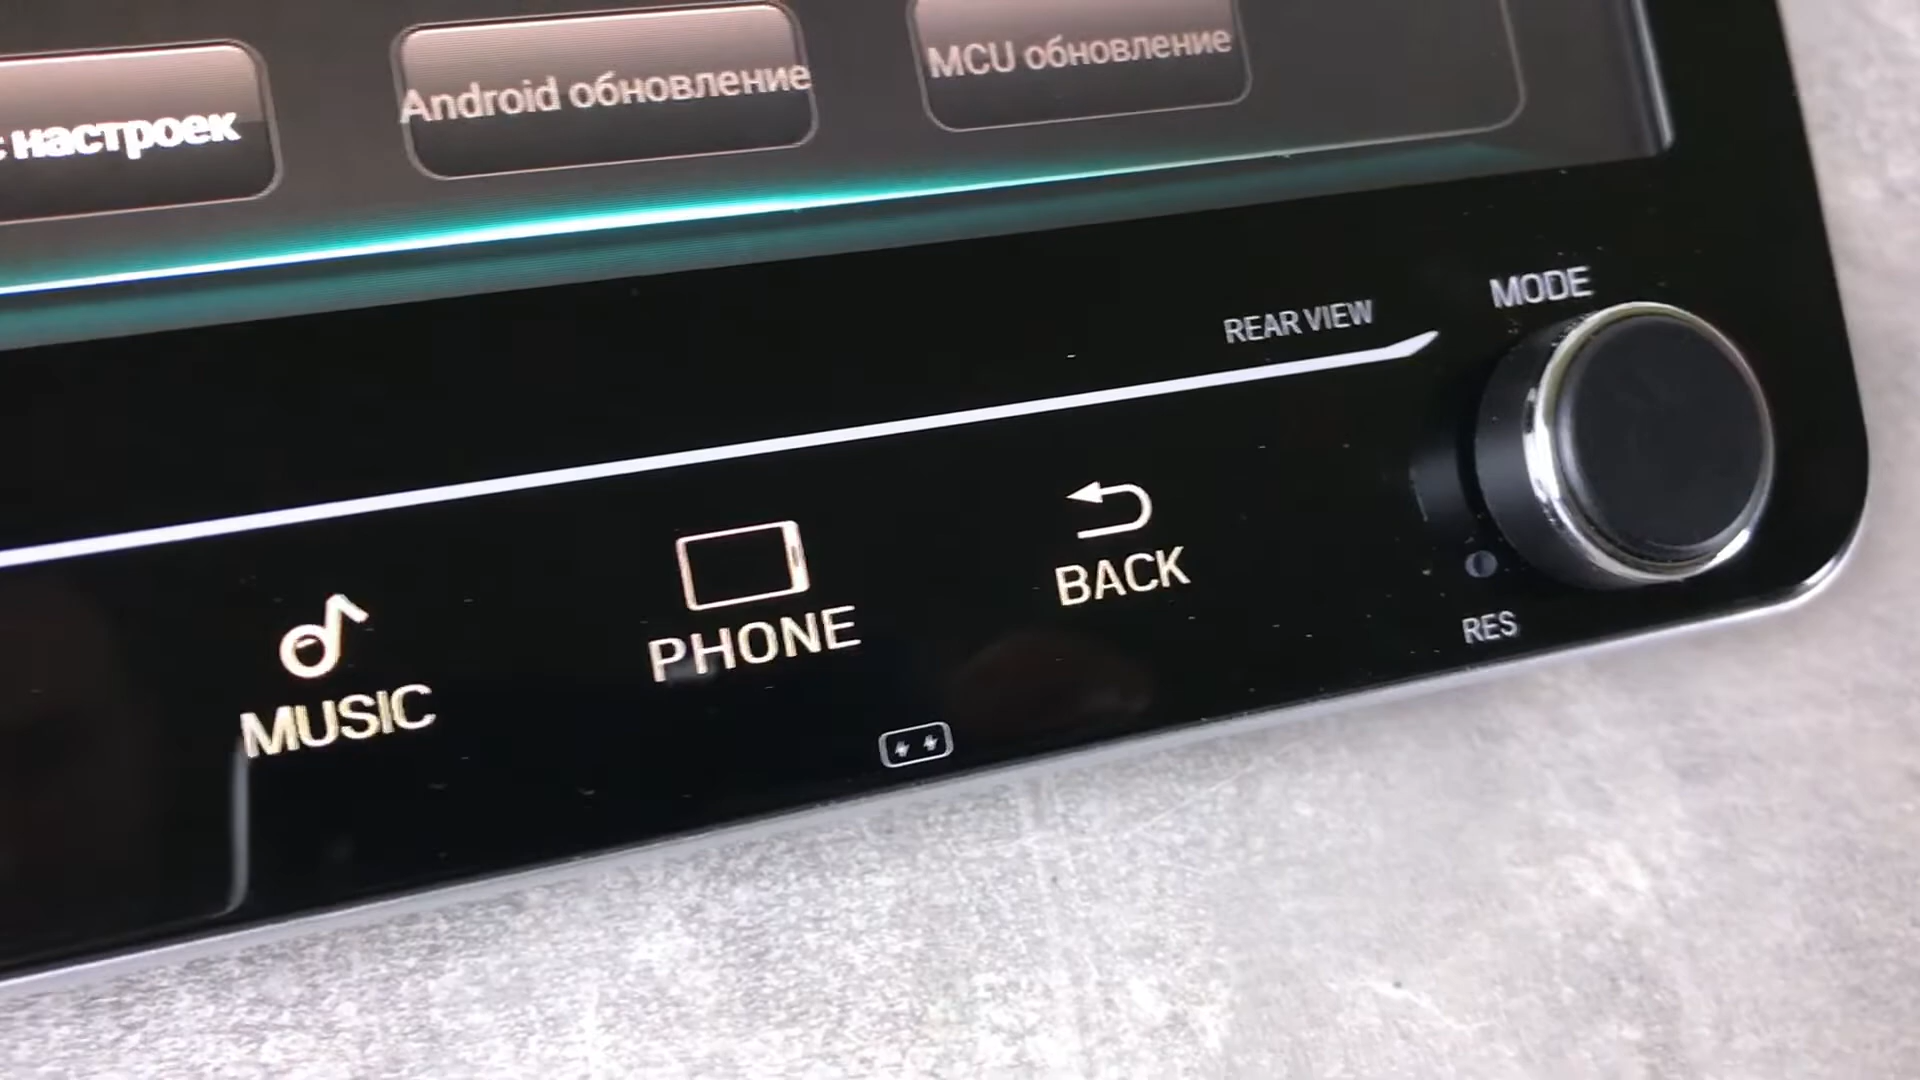 настроек
Android обновление
MCU обновление
REAR VIEW
MODE
MUSIC
PHONE
BACK
RES